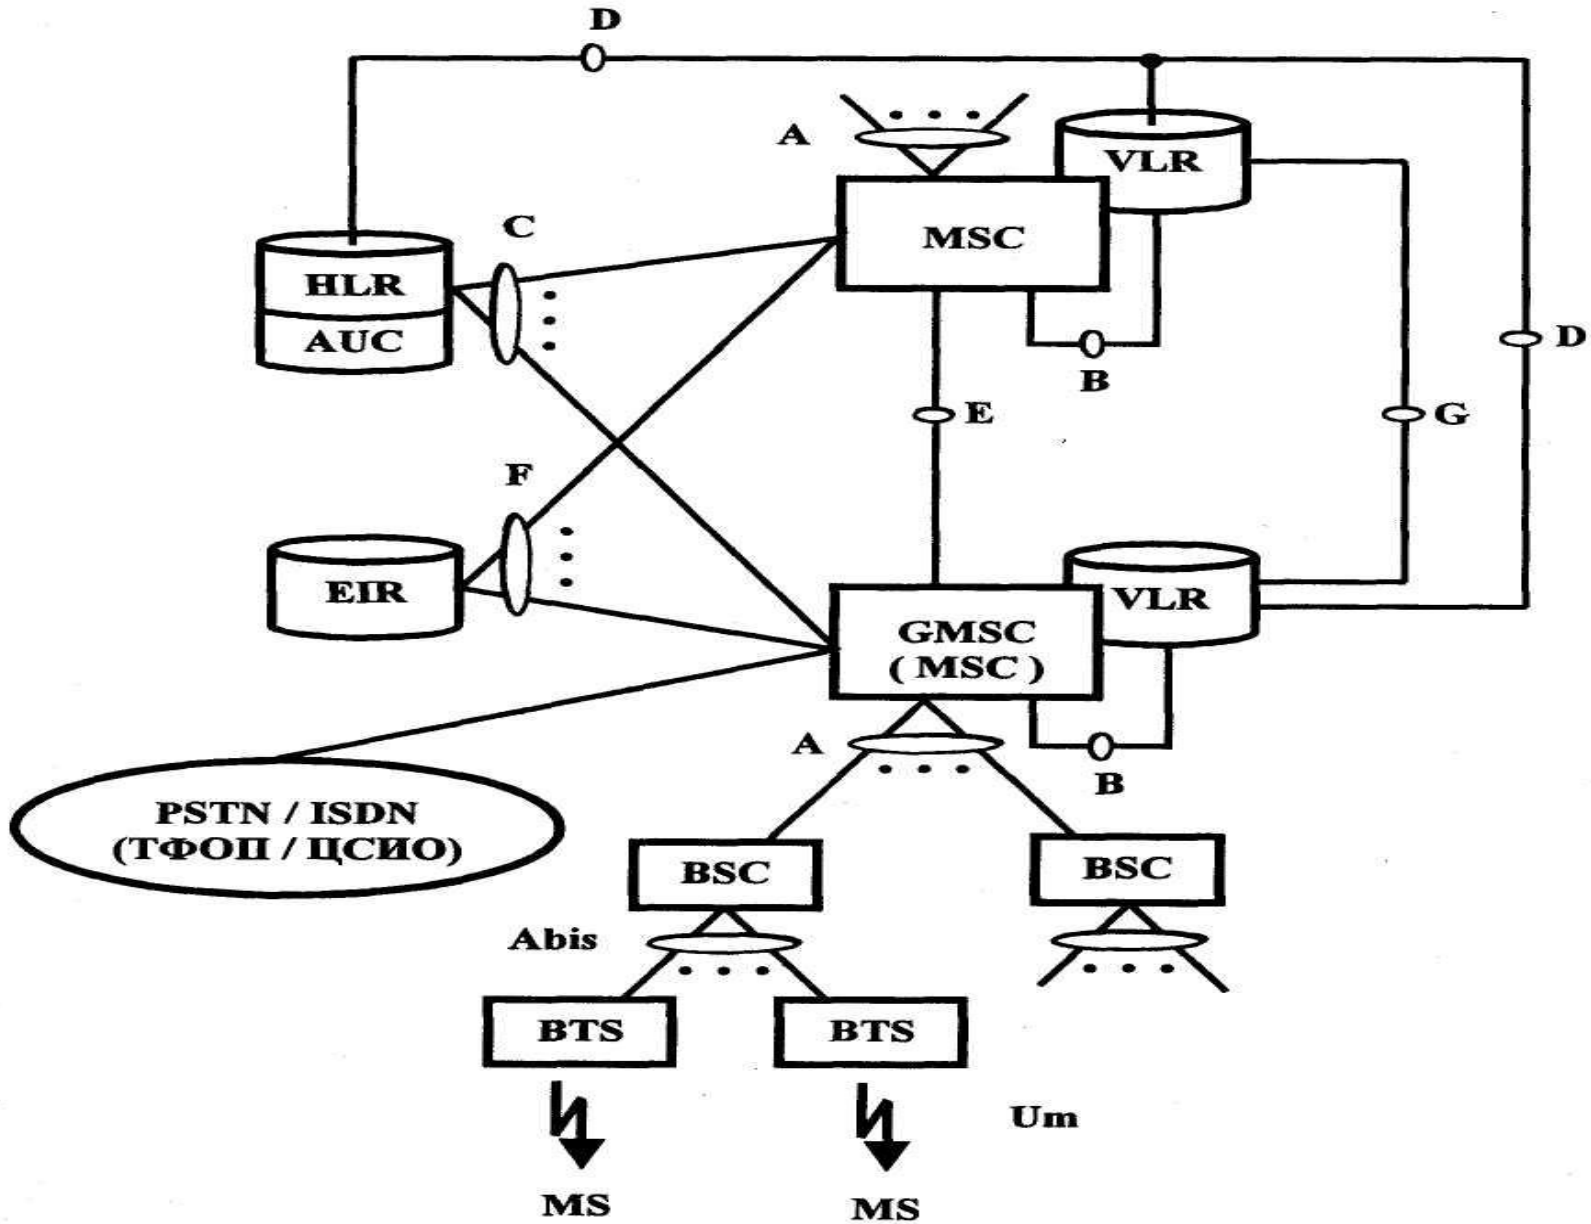 D
A
VLR
C
MSC
HLR
AUC
D
B
E
G
F
EIR
VLR
GMSC
( MSC )
A
B
PSTN / ISDN
(ТФОП / ЦСИО)
BSC
BSC
Abis
BTS
BTS
Um
MS
MS